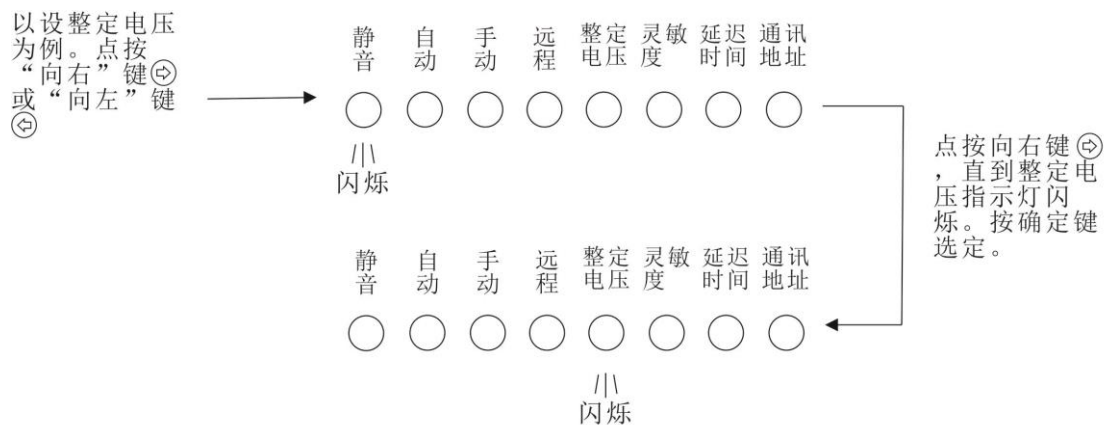 以设整定电压
为例。点按
“向右”键⇨
或“向左”键
⇦
静音 自动 手动 远程 整定电压 灵敏度 延迟时间 通讯地址
闪烁
点按向右键⇨
，直到整定电
压指示灯闪
烁。按确定键
选定。
静音 自动 手动 远程 整定电压 灵敏度 延迟时间 通讯地址
闪烁